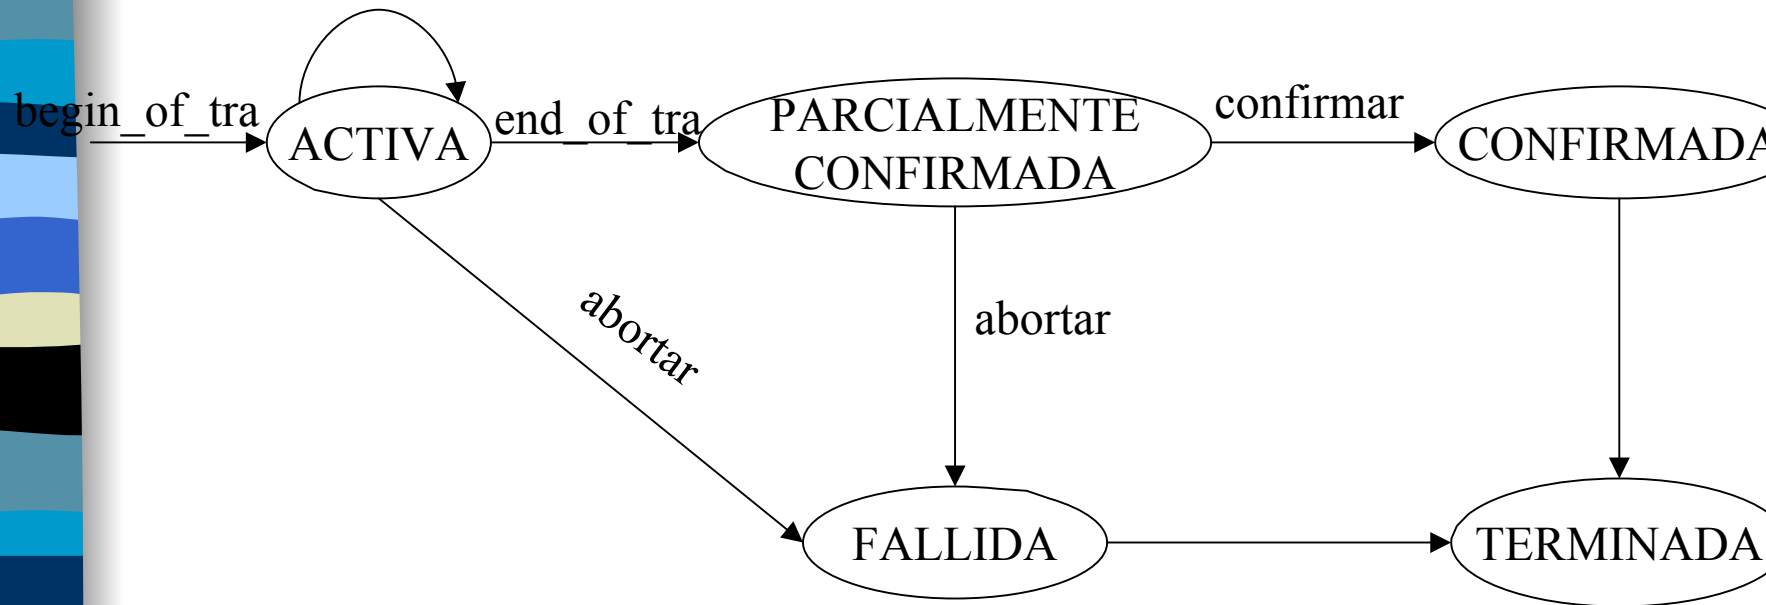 begin_of_tra
ACTIVA
end_of_tra
PARCIALMENTE
CONFIRMADA
confirmar
CONFIRMADA
abortar
abortar
FALLIDA
TERMINADA